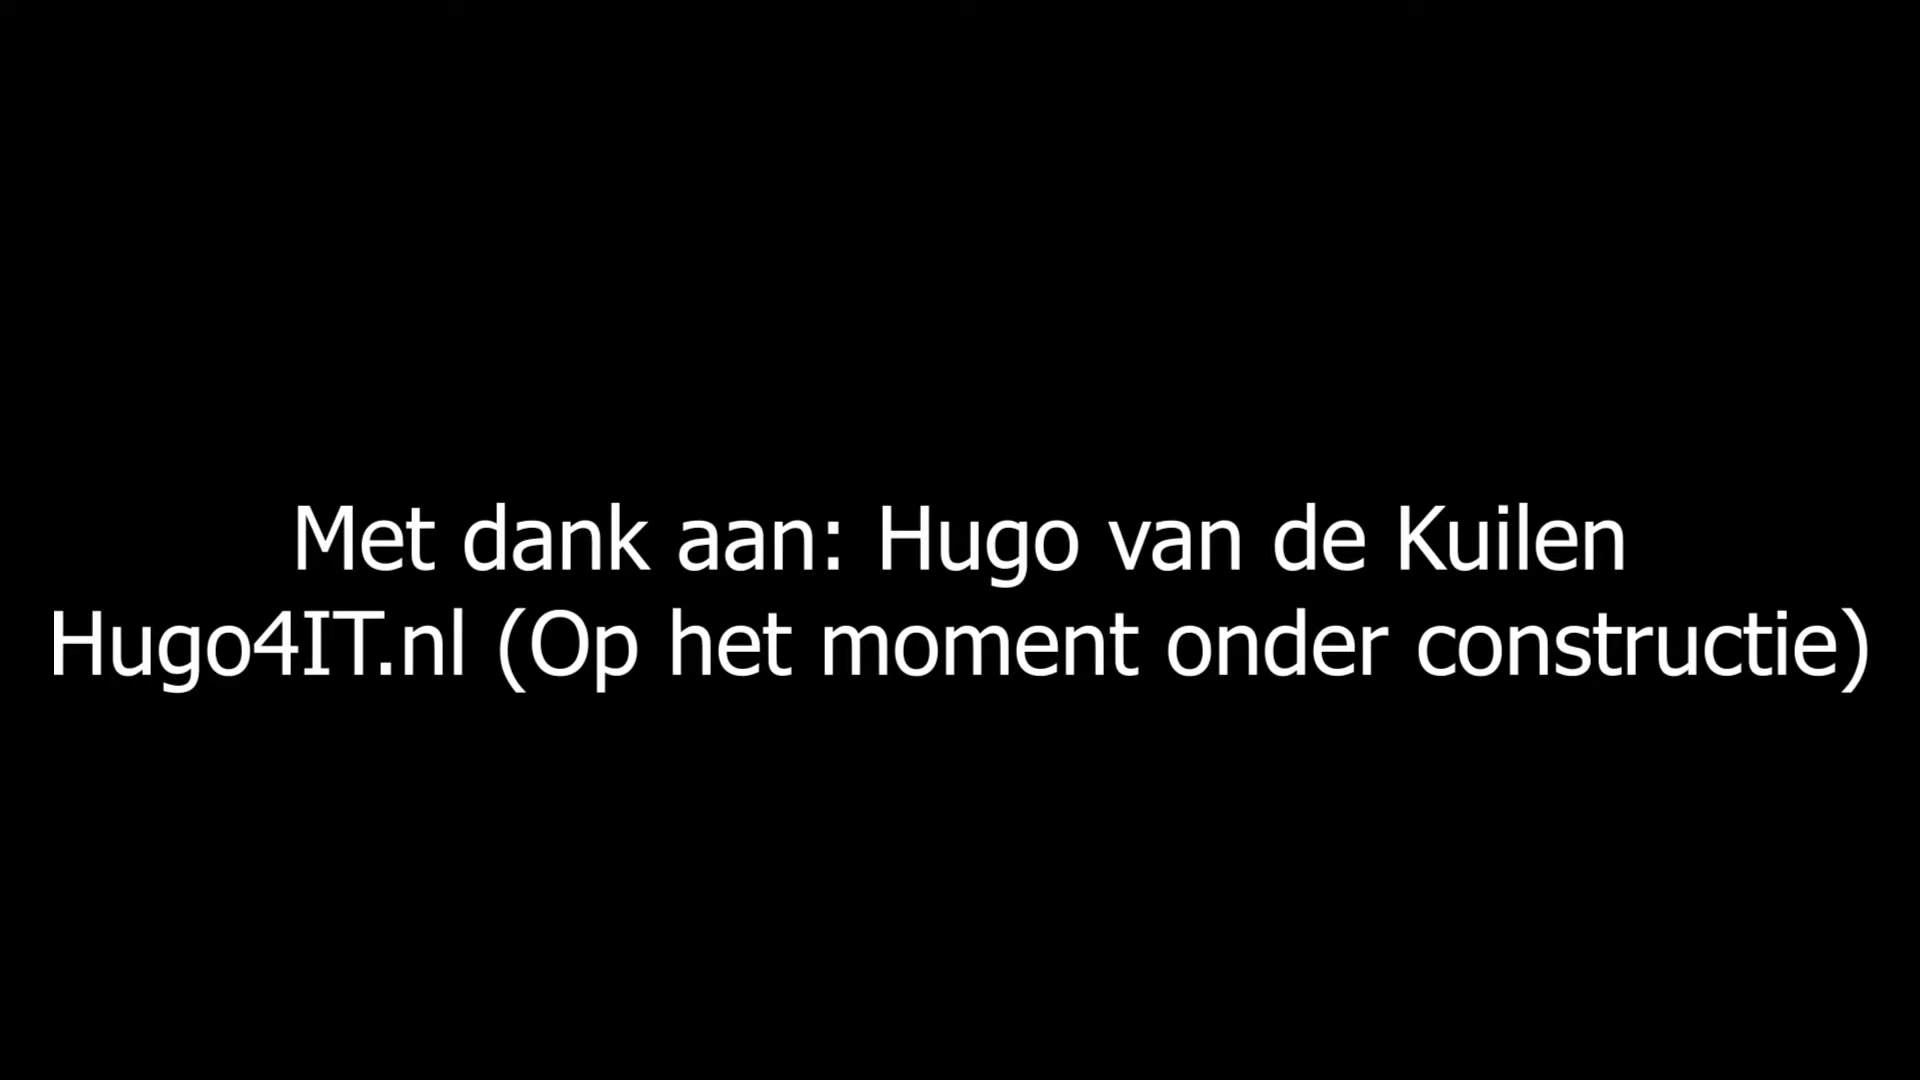 Met dank aan: Hugo van de Kuilen
Hugo4IT.nl (Op het moment onder constructie)